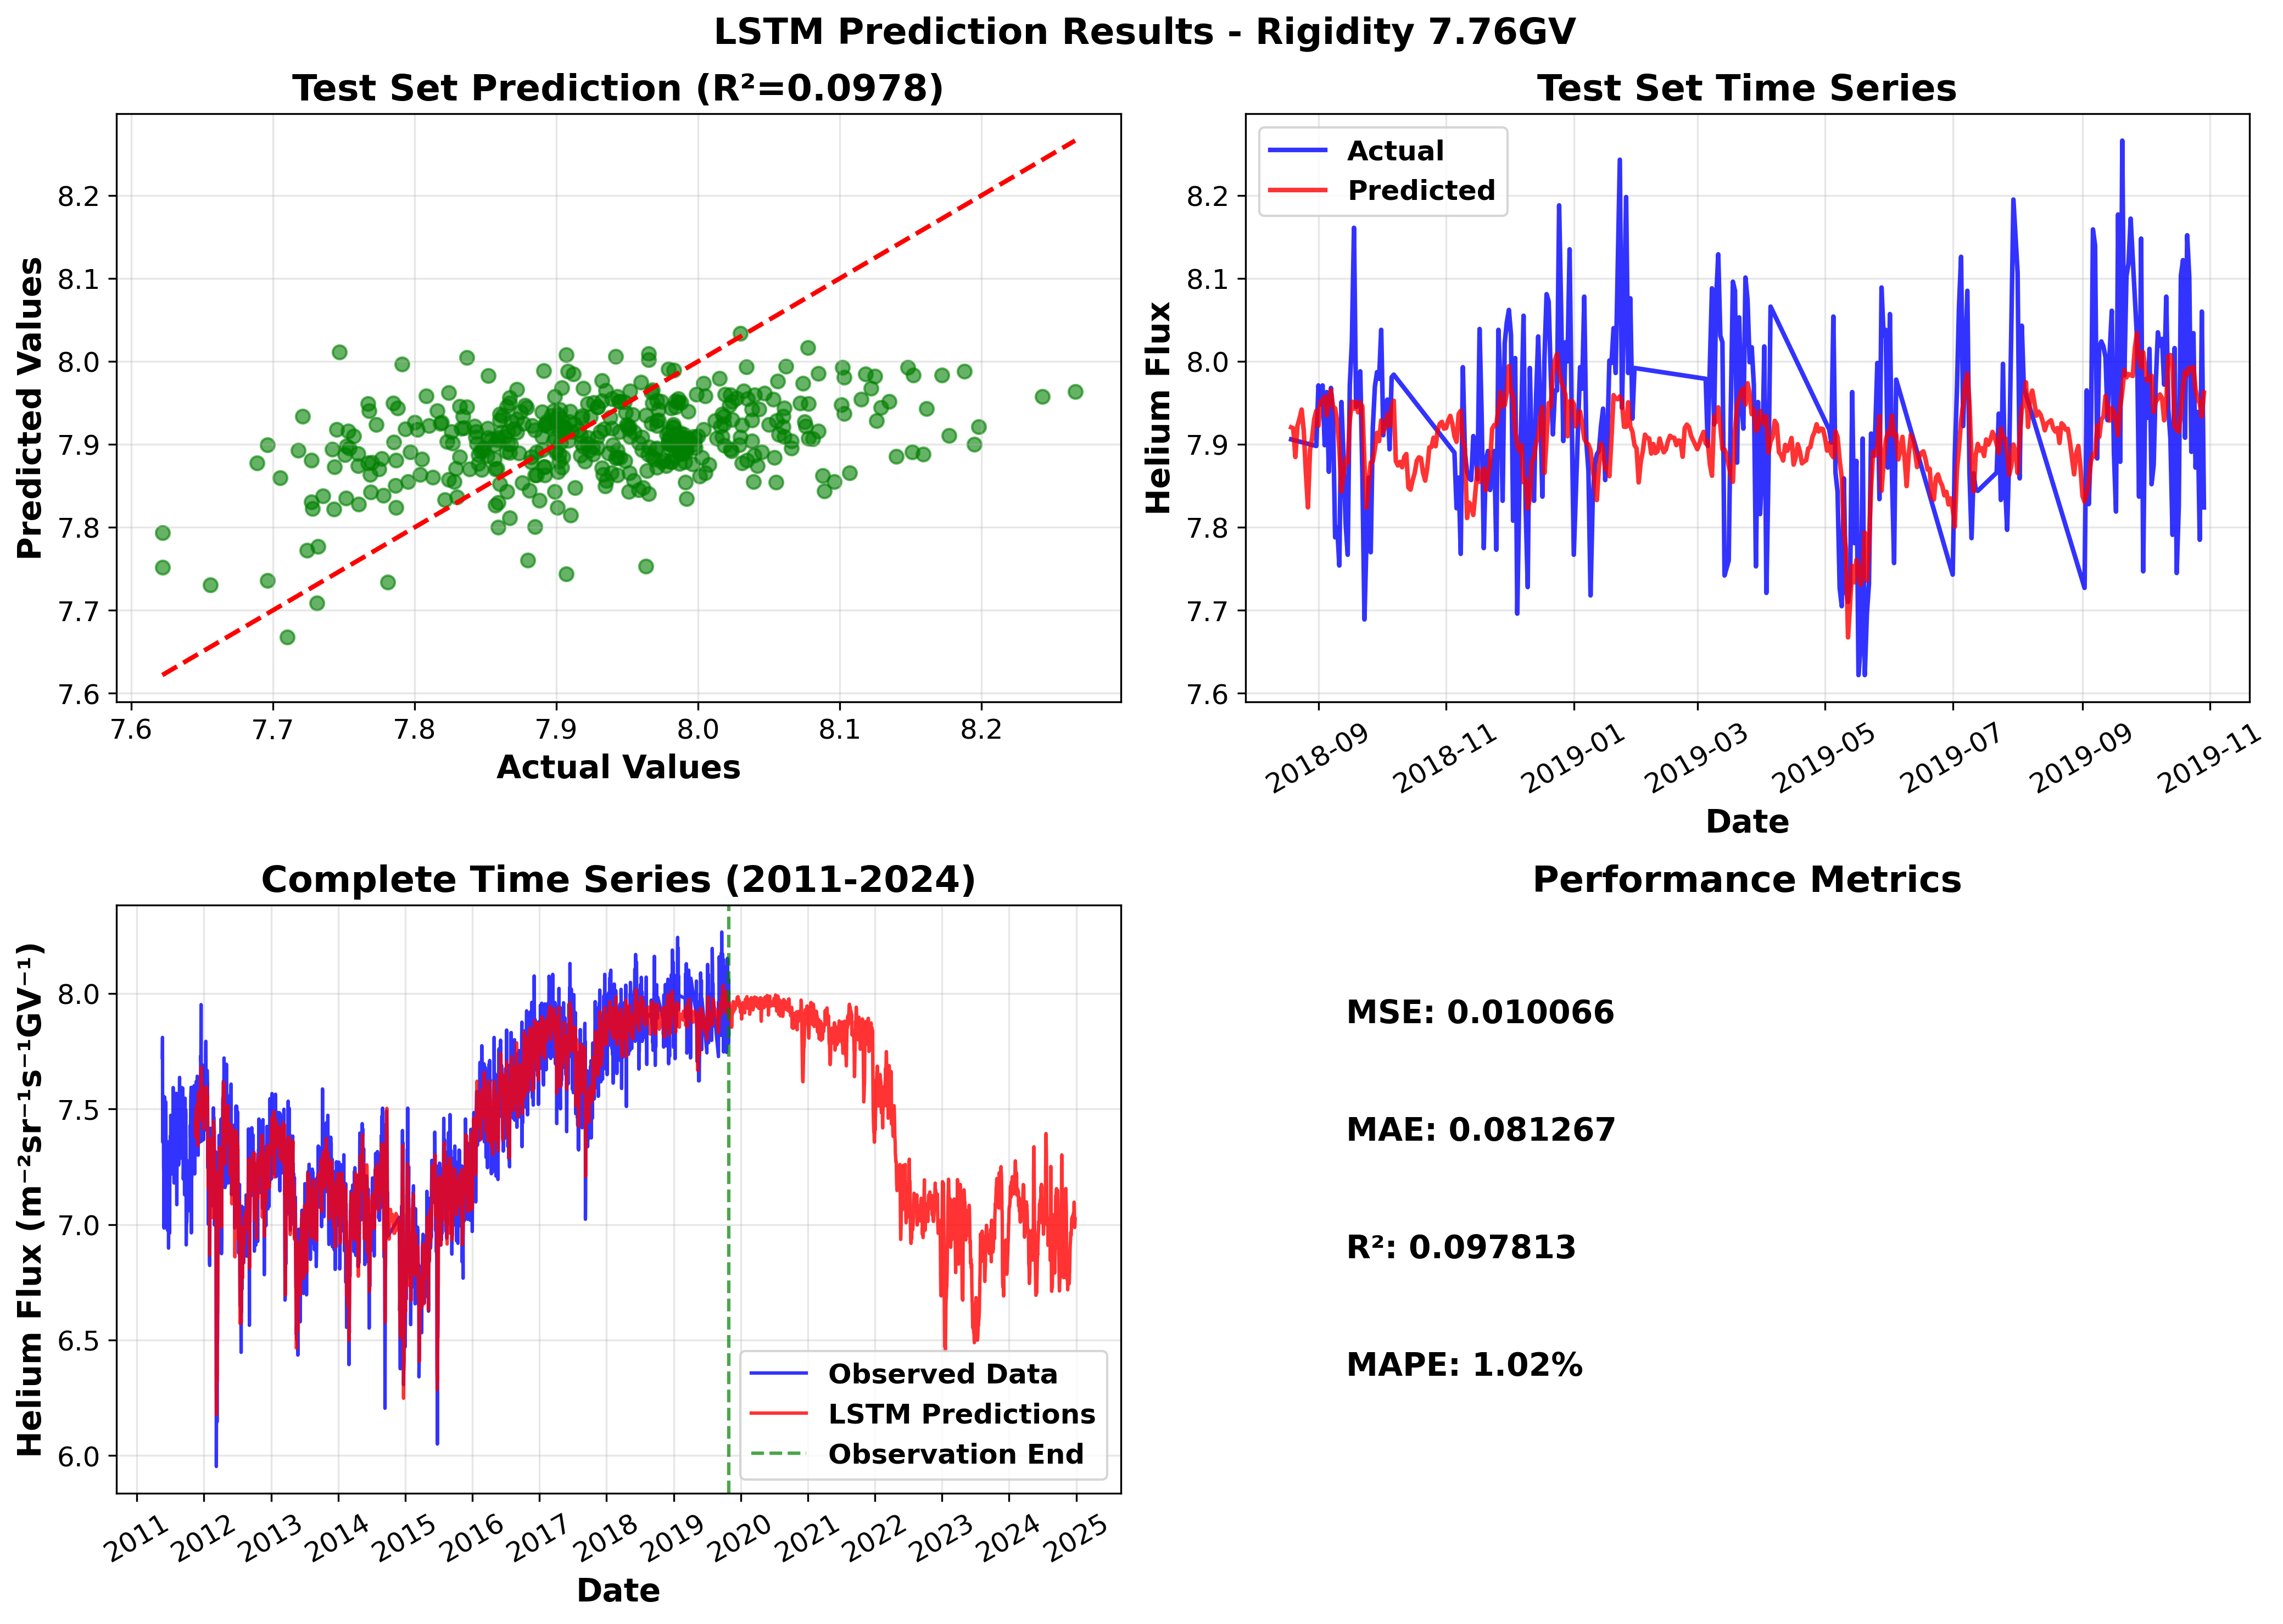 LSTM Prediction Results - Rigidity 7.76GV
Test Set Prediction (R²=0.0978)
Predicted Values
8.2
8.1
8.0
7.9
7.8
7.7
7.6
7.6 7.7 7.8 7.9 8.0 8.1 8.2
Actual Values
Test Set Time Series
Actual
Predicted
Helium Flux
8.2
8.1
8.0
7.9
7.8
7.7
7.6
2018-09 2018-11 2019-01 2019-03 2019-05 2019-07 2019-09 2019-11
Date
Complete Time Series (2011-2024)
Helium Flux (m⁻²sr⁻¹s⁻¹GV⁻¹)
8.0
7.5
7.0
6.5
6.0
Observed Data
LSTM Predictions
Observation End
2011 2012 2013 2014 2015 2016 2017 2018 2019 2020 2021 2022 2023 2024 2025
Date
Performance Metrics
MSE: 0.010066
MAE: 0.081267
R²: 0.097813
MAPE: 1.02%